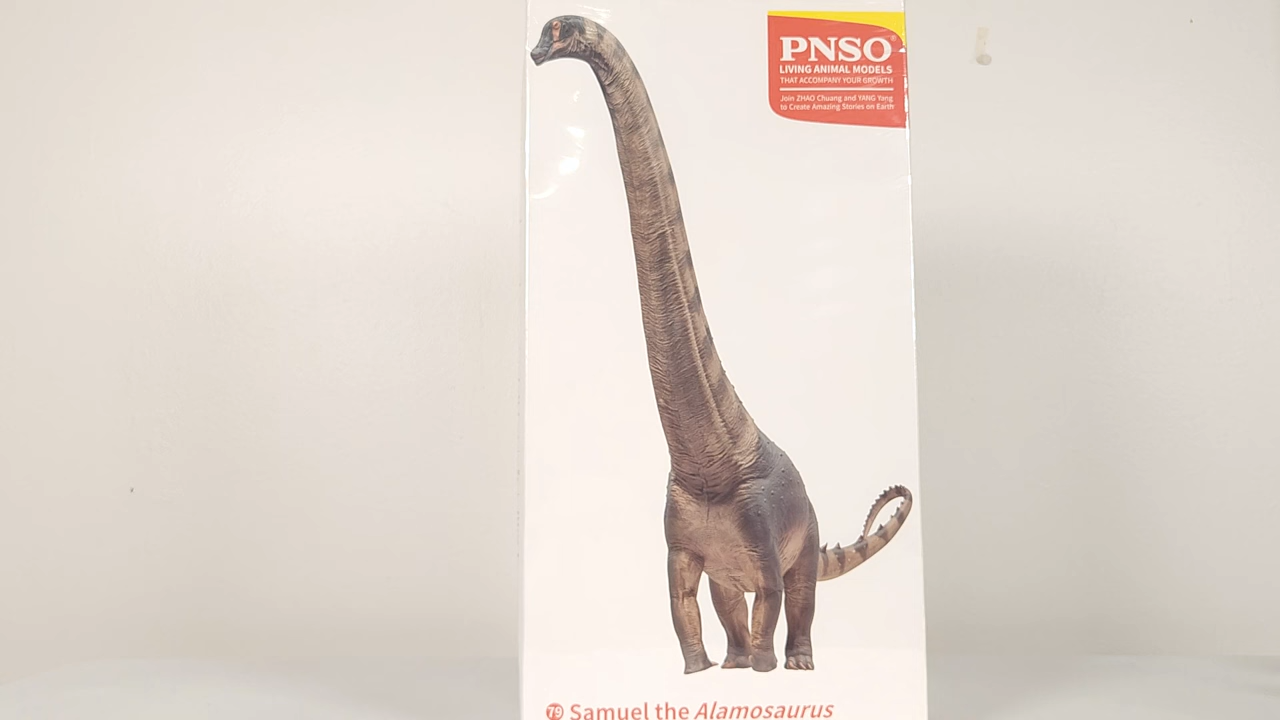 PNSO®
LIVING ANIMAL MODELS
THAT ACCOMPANY YOUR GROWTH
Join ZHAO Chuang and YANG Yang
to Create Amazing Stories on Earth
79 Samuel the Alamosaurus